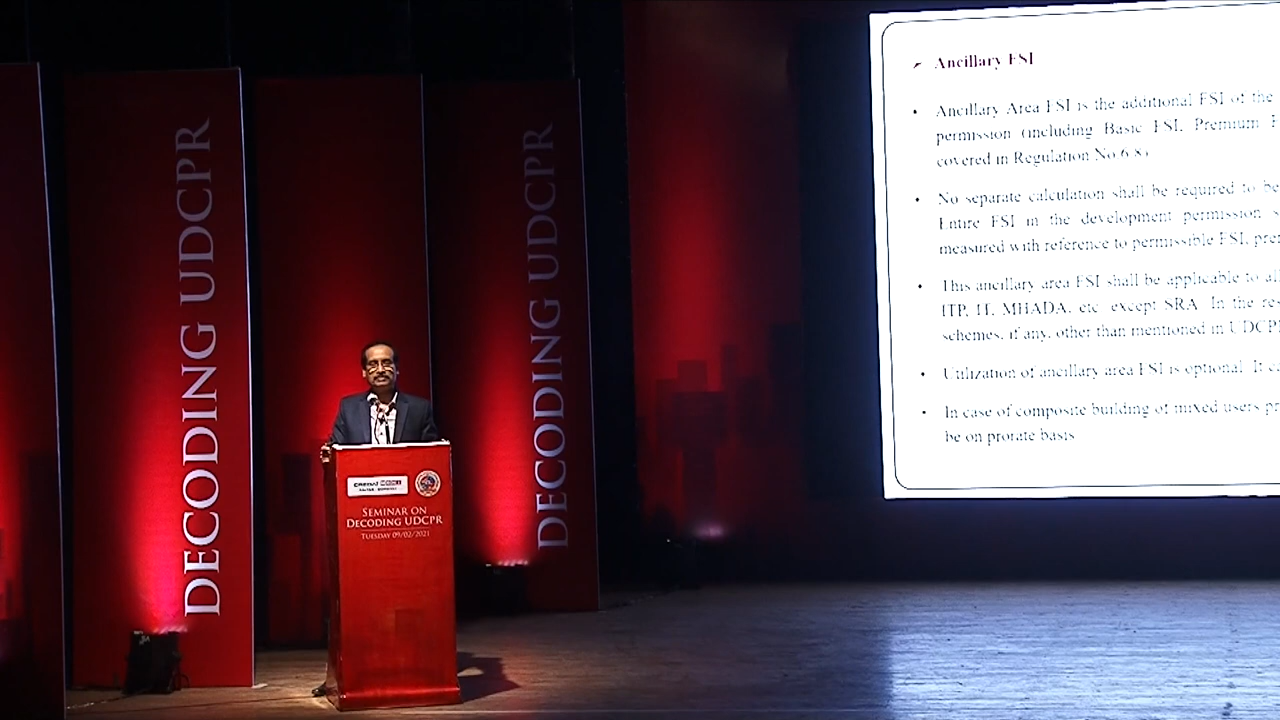 DECODING UDCPR
DECODING UDCPR
CREDAI MCHI
SEMINAR ON
DECODING UDCPR
TUESDAY 09/02/2021
➢ Ancillary FSI
• Ancillary Area FSI is the additional FSI of the
permission (including Basic FSI, Premium
covered in Regulation No 6.8)
• No separate calculation shall be required to be
Entire FSI in the development permission
measured with reference to permissible FSI,
• This ancillary area FSI shall be applicable to
ITP, IT, MHADA, etc except SRA. In the
schemes, if any, other than mentioned in
• Utilization of ancillary area FSI is optional. It
• In case of composite building of mixed users
be on prorate basis